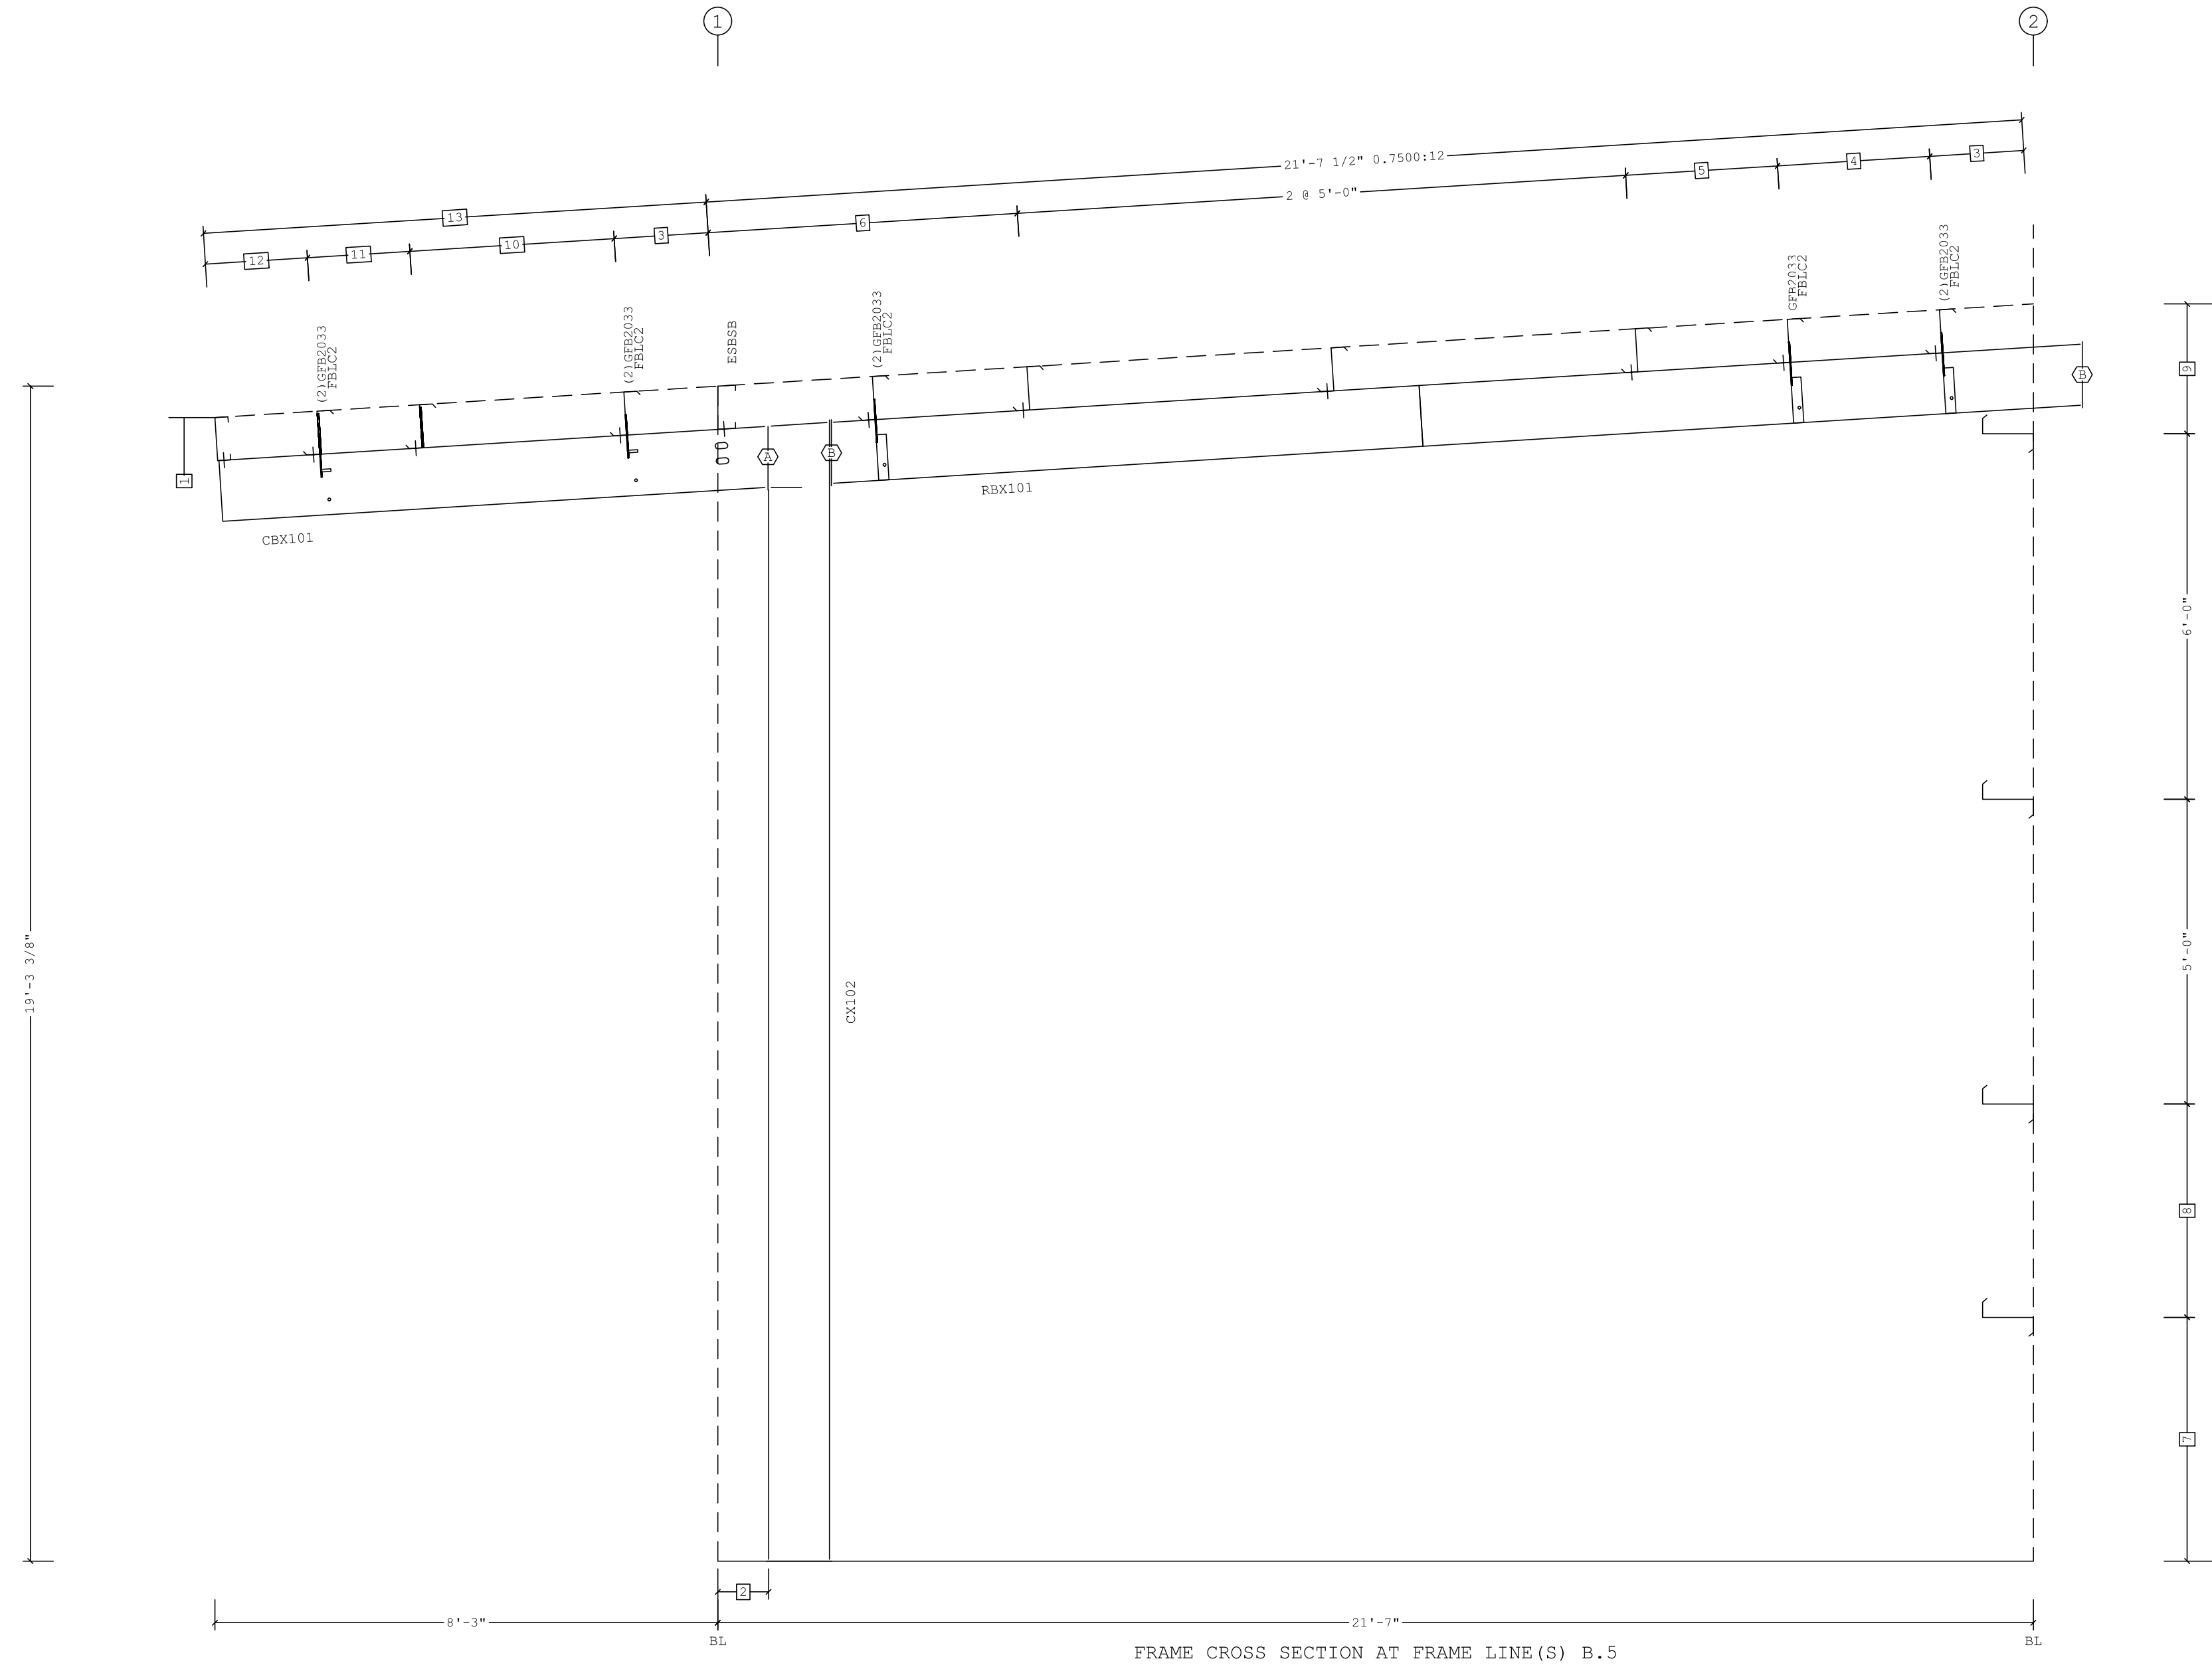 1
2
21'-7 1/2" 0.7500:12
13
6
2 @ 5'-0"
5
4
3
12
11
10
3
(2)GFB2033
FBLC2
(2)GFB2033
FBLC2
ESBSB
(2)GFB2033
FBLC2
GFB2033
FBLC2
(2)GFB2033
FBLC2
9
B
A
B
1
RBX101
CBX101
6'-0"
19'-3 3/8"
5'-0"
CX102
8
7
2
8'-3"
21'-7"
BL
BL
FRAME CROSS SECTION AT FRAME LINE(S) B.5